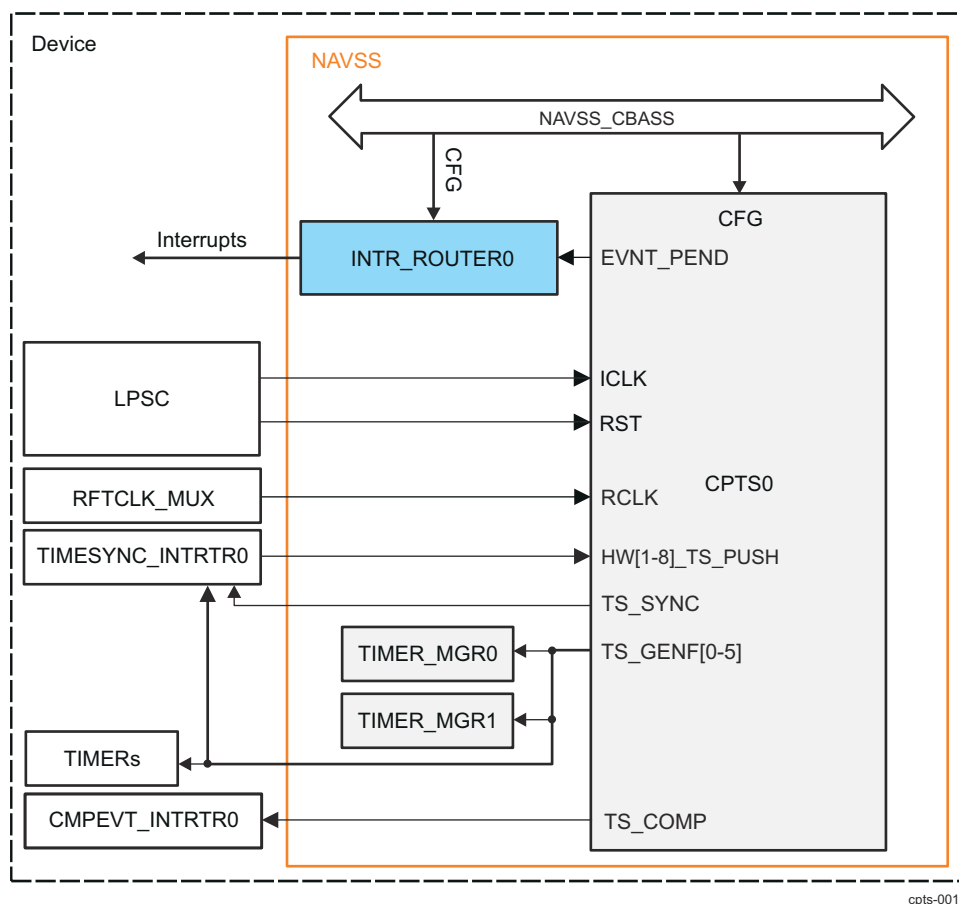 Device
NAVSS
NAVSS_CBASS
CFG
CFG
Interrupts
INTR_ROUTER0
EVNT_PEND
LPSC
ICLK
RST
RFTCLK_MUX
RCLK
CPTS0
TIMESYNC_INTRTR0
HW[1-8]_TS_PUSH
TS_SYNC
TIMER_MGR0
TS_GENF[0-5]
TIMER_MGR1
TIMERs
CMPEVT_INTRTR0
TS_COMP
cpts-001